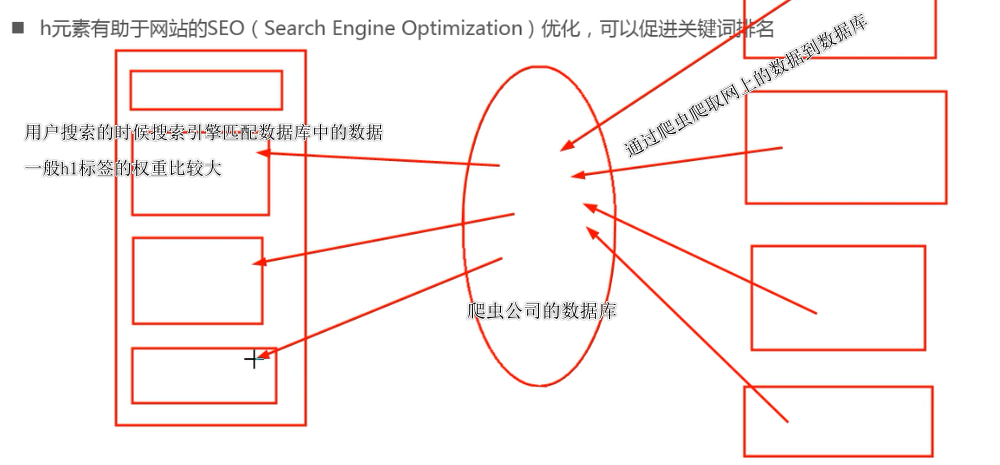 h元素有助于网站的SEO（Search Engine Optimization）优化，可以促进关键词排名
通过爬虫爬取网上的数据到数据库
用户搜索的时候搜索引擎匹配数据库中的数据
一般h1标签的权重比较大
爬虫公司的数据库